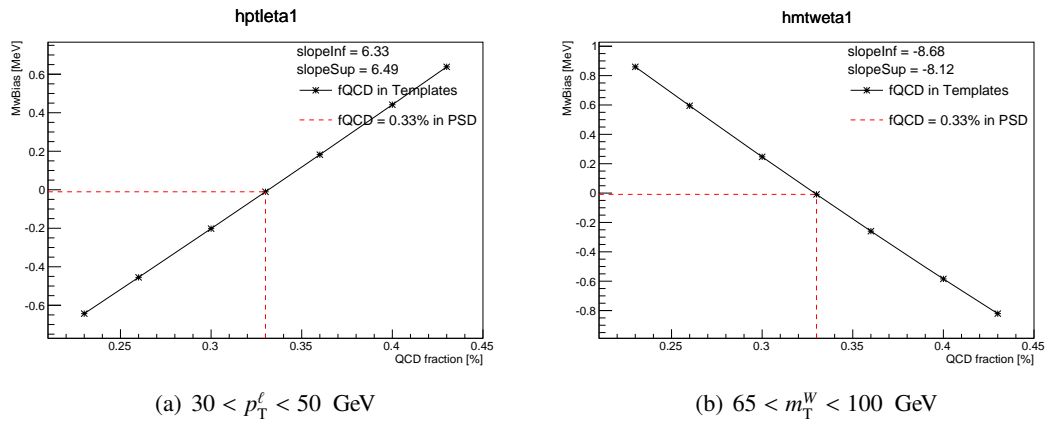 hptleta1
MwBias [MeV]
slopeInf = 6.33
slopeSup = 6.49
fQCD in Templates
fQCD = 0.33% in PSD
0.6
0.4
0.2
0
-0.2
-0.4
-0.6
0.25 0.3 0.35 0.4 0.45
QCD fraction [%]
(a) 30 < p_T^ℓ < 50 GeV
hmtweta1
MwBias [MeV]
slopeInf = -8.68
slopeSup = -8.12
fQCD in Templates
fQCD = 0.33% in PSD
1
0.8
0.6
0.4
0.2
0
-0.2
-0.4
-0.6
-0.8
0.25 0.3 0.35 0.4 0.45
QCD fraction [%]
(b) 65 < m_T^W < 100 GeV